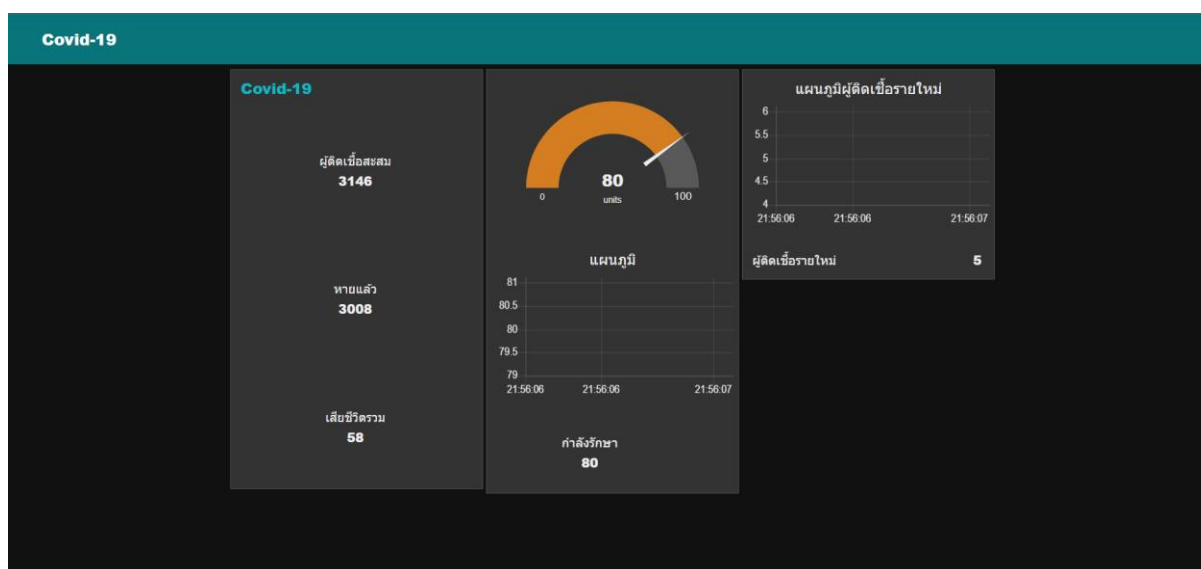 Covid-19
Covid-19
ผู้ติดเชื้อสะสม
3146
หายแล้ว
3008
เสียชีวิตรวม
58
80
units
0
100
แผนภูมิ
81
80.5
80
79.5
79
21:56:06 21:56:06 21:56:07
กำลังรักษา
80
แผนภูมิผู้ติดเชื้อรายใหม่
6
5.5
5
4.5
4
21:56:06 21:56:06 21:56:07
ผู้ติดเชื้อรายใหม่ 5